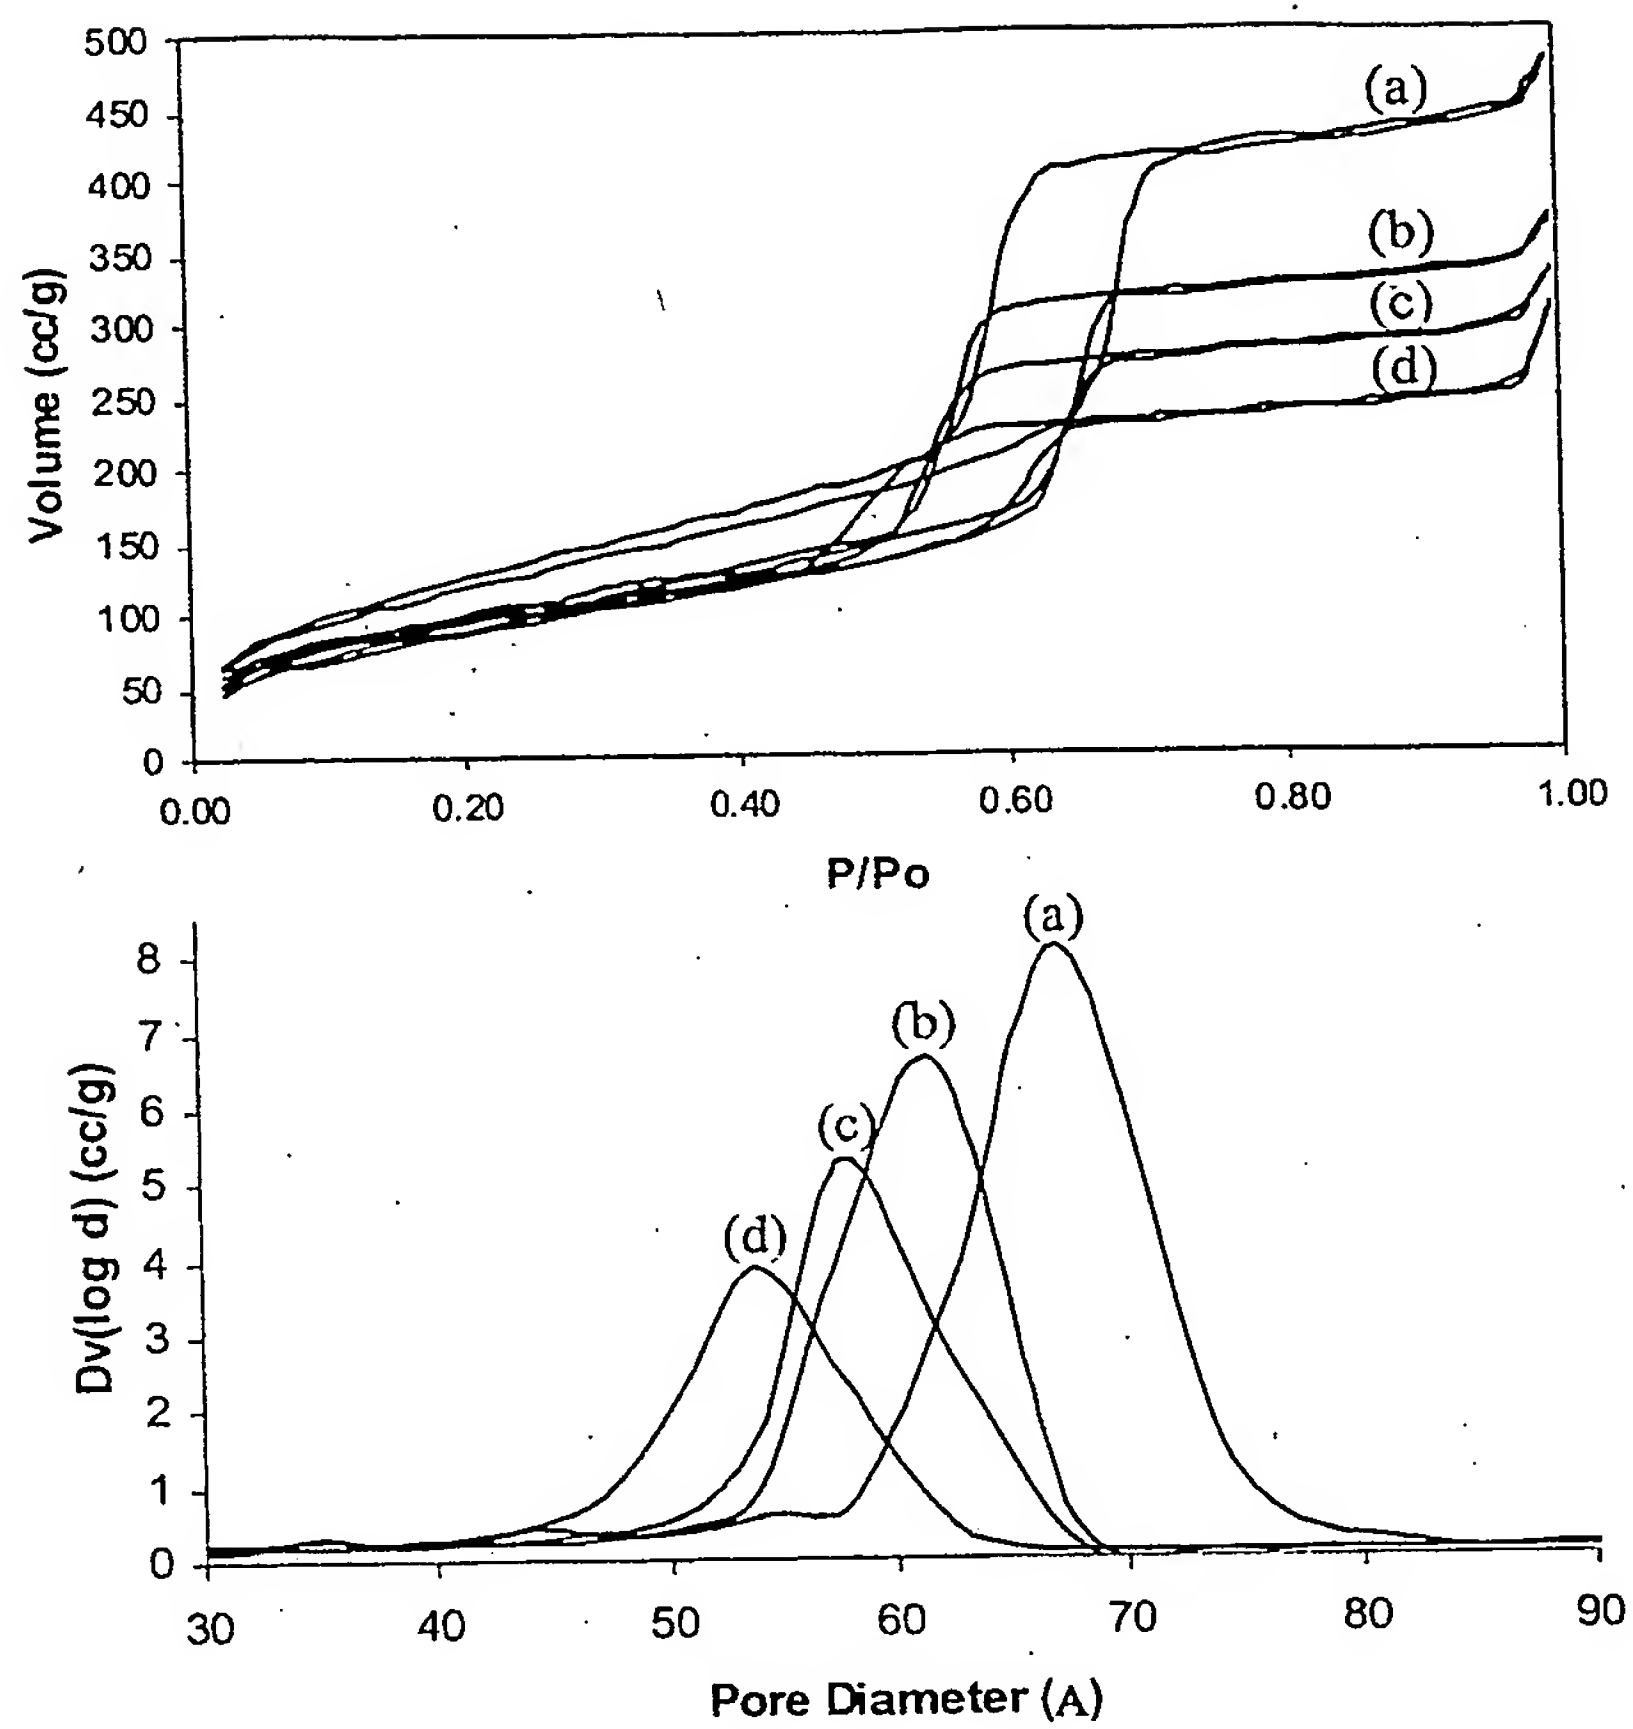 500
450
400
350
300
250
200
150
100
50
0
Volume (cc/g)
(a)
(b)
(c)
(d)
0.00 0.20 0.40 0.60 0.80 1.00
P/Po
8
7
6
5
4
3
2
1
0
Dv(log d) (cc/g)
(a)
(b)
(c)
(d)
30 40 50 60 70 80 90
Pore Diameter (A)